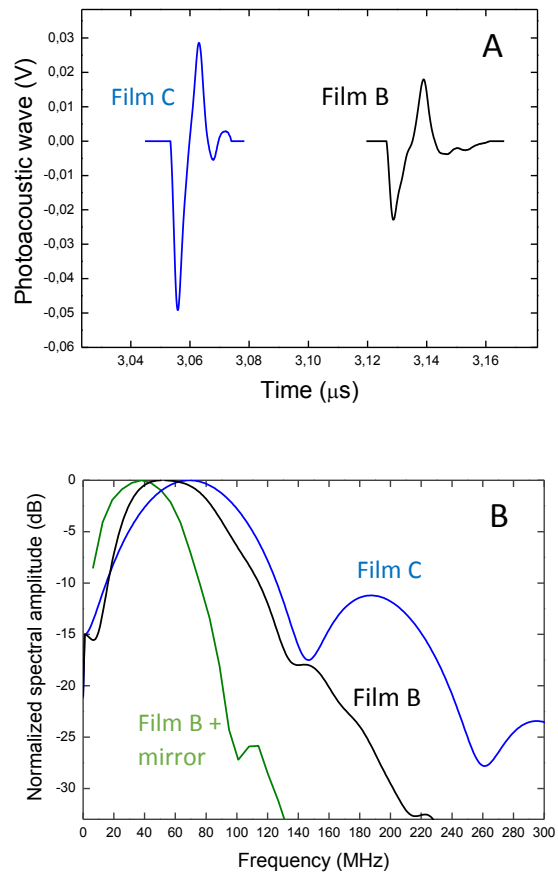 0,03
0,02
0,01
0,00
-0,01
-0,02
-0,03
-0,04
-0,05
-0,06
Photoacoustic wave (V)
A
Film C
Film B
3,04 3,06 3,08 3,10 3,12 3,14 3,16
Time (μs)
0
-5
-10
-15
-20
-25
-30
Normalized spectral amplitude (dB)
B
Film C
Film B
Film B +
mirror
0 20 40 60 80 100 120 140 160 180 200 220 240 260 280 300
Frequency (MHz)